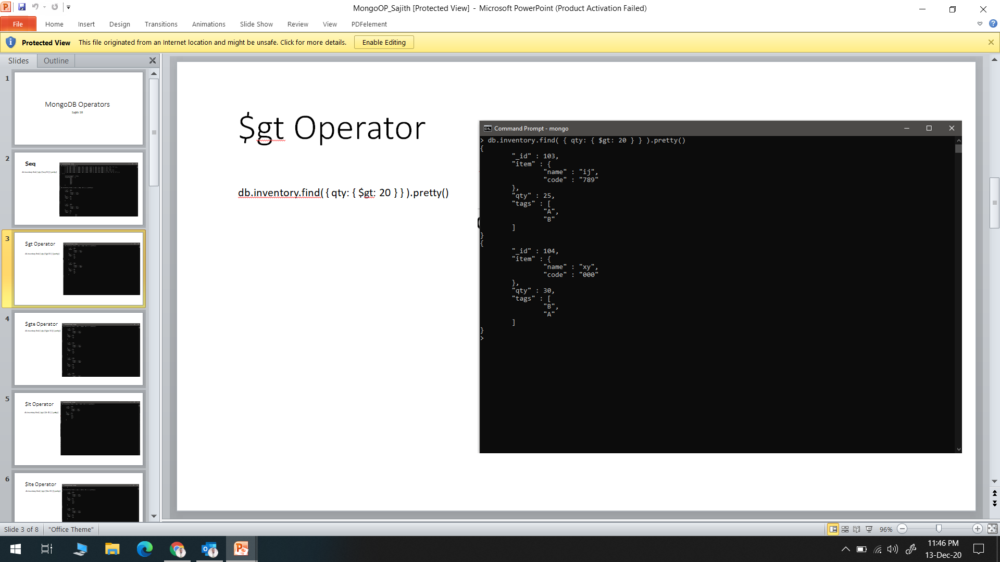 MongoOP_Sajith [Protected View] - Microsoft PowerPoint (Product Activation Failed)
File Home Insert Design Transitions Animations Slide Show Review View PDFelement
Protected View This file originated from an Internet location and might be unsafe. Click for more details. Enable Editing
Slides Outline
1
MongoDB Operators
Sajith SR
2
$eq
3
$gt Operator
4
$gte Operator
5
$lt Operator
6
$lte Operator
$gt Operator
db.inventory.find( { qty: { $gt: 20 } } ).pretty()
Command Prompt - mongo
> db.inventory.find( { qty: { $gt: 20 } } ).pretty()
{
"_id" : 103,
"item" : {
"name" : "ij",
"code" : "789"
},
"qty" : 25,
"tags" : [
"A",
"B"
]
}
{
"_id" : 104,
"item" : {
"name" : "xy",
"code" : "000"
},
"qty" : 30,
"tags" : [
"B",
"A"
]
}
>
Slide 3 of 8 "Office Theme" 96%
11:46 PM
13-Dec-20